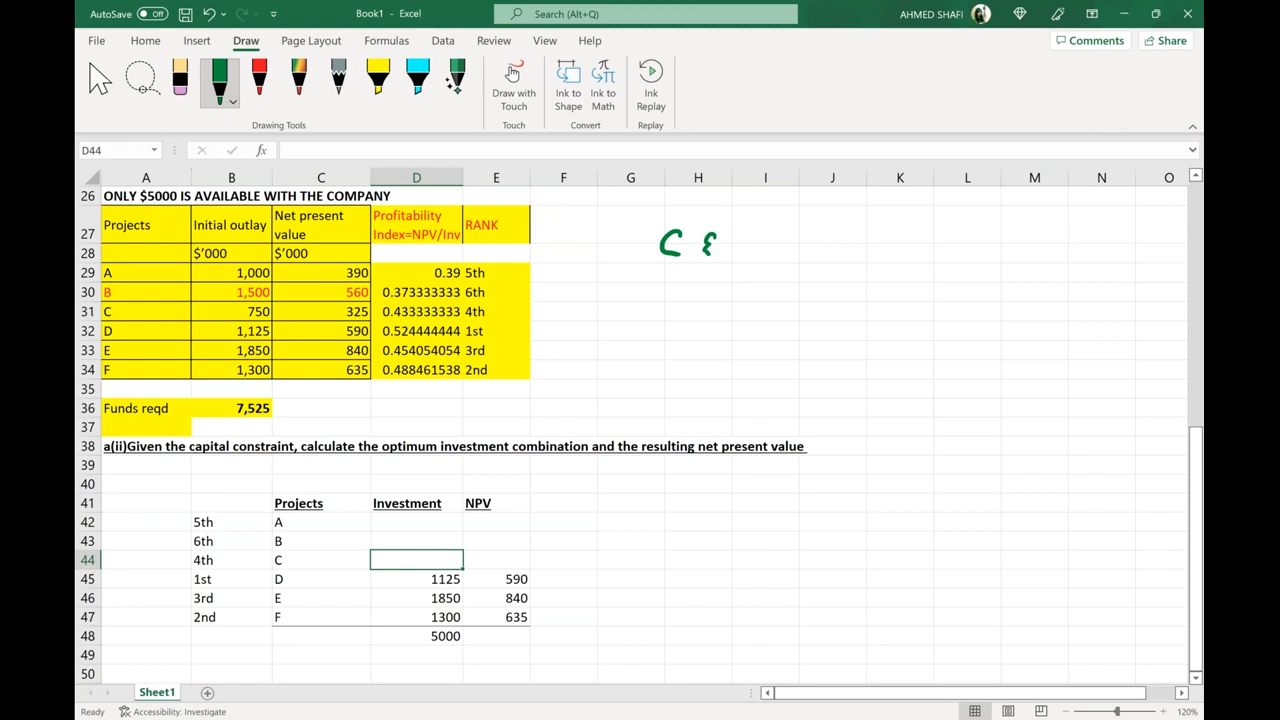 AutoSave Off Book1 - Excel Search (Alt+Q) AHMED SHAFI
File Home Insert Draw Page Layout Formulas Data Review View Help Comments Share
Draw with Touch Ink to Shape Ink to Math Ink Replay
Drawing Tools Touch Convert Replay
D44 fx
A B C D E F G H I J K L M N O
26 ONLY $5000 IS AVAILABLE WITH THE COMPANY
27 Projects Initial outlay Net present value Profitability Index=NPV/Inv RANK
28 $'000 $'000
C E
29 A 1,000 390 0.39 5th
30 B 1,500 560 0.373333333 6th
31 C 750 325 0.433333333 4th
32 D 1,125 590 0.524444444 1st
33 E 1,850 840 0.454054054 3rd
34 F 1,300 635 0.488461538 2nd
35
36 Funds reqd 7,525
37
38 a(ii)Given the capital constraint, calculate the optimum investment combination and the resulting net present value
39
40
41 Projects Investment NPV
42 5th A
43 6th B
44 4th C
45 1st D 1125 590
46 3rd E 1850 840
47 2nd F 1300 635
48 5000
49
50
Sheet1
Ready Accessibility: Investigate 120%